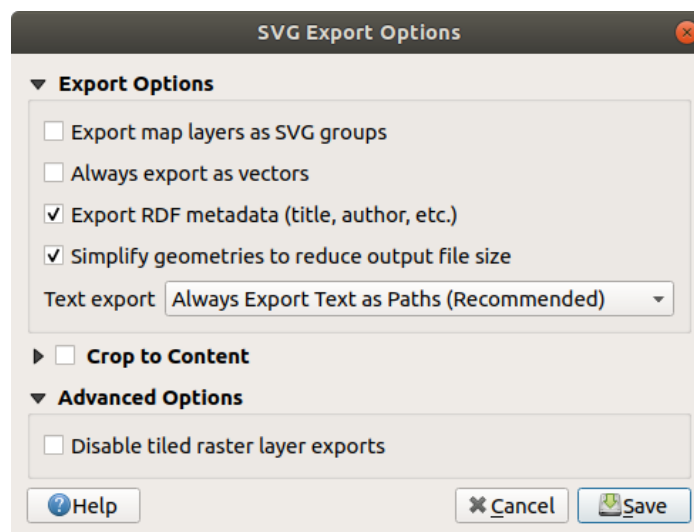 SVG Export Options
Export Options
Export map layers as SVG groups
Always export as vectors
Export RDF metadata (title, author, etc.)
Simplify geometries to reduce output file size
Text export Always Export Text as Paths (Recommended)
Crop to Content
Advanced Options
Disable tiled raster layer exports
Help Cancel Save